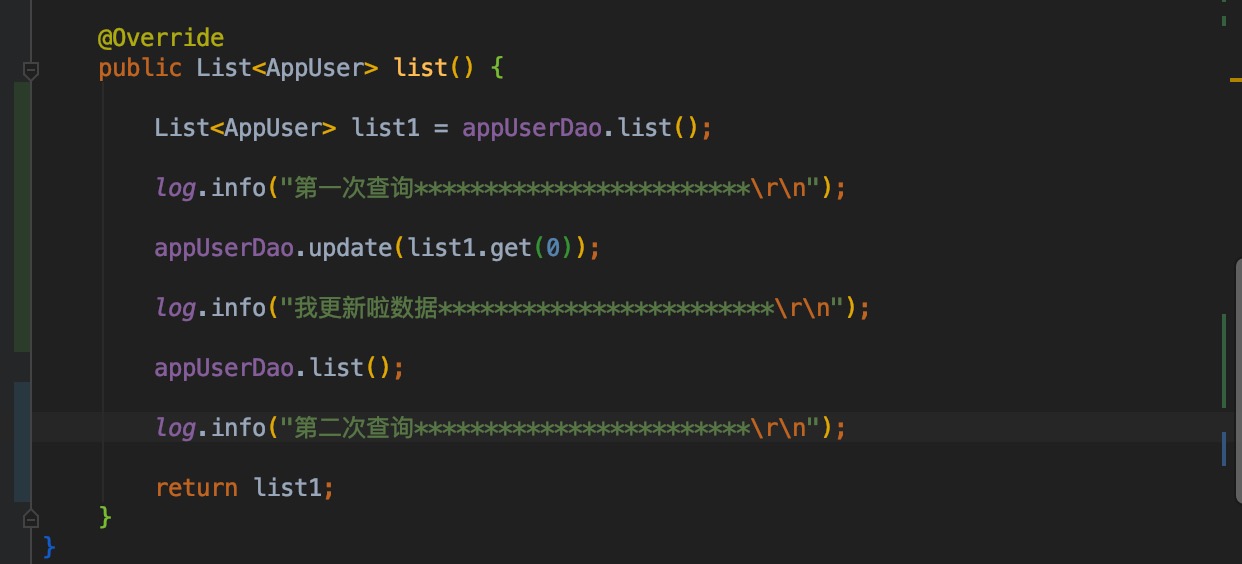 @Override
public List<AppUser> list() {
List<AppUser> list1 = appUserDao.list();
log.info("第一次查询************************\r\n");
appUserDao.update(list1.get(0));
log.info("我更新啦数据************************\r\n");
appUserDao.list();
log.info("第二次查询************************\r\n");
return list1;
}
}